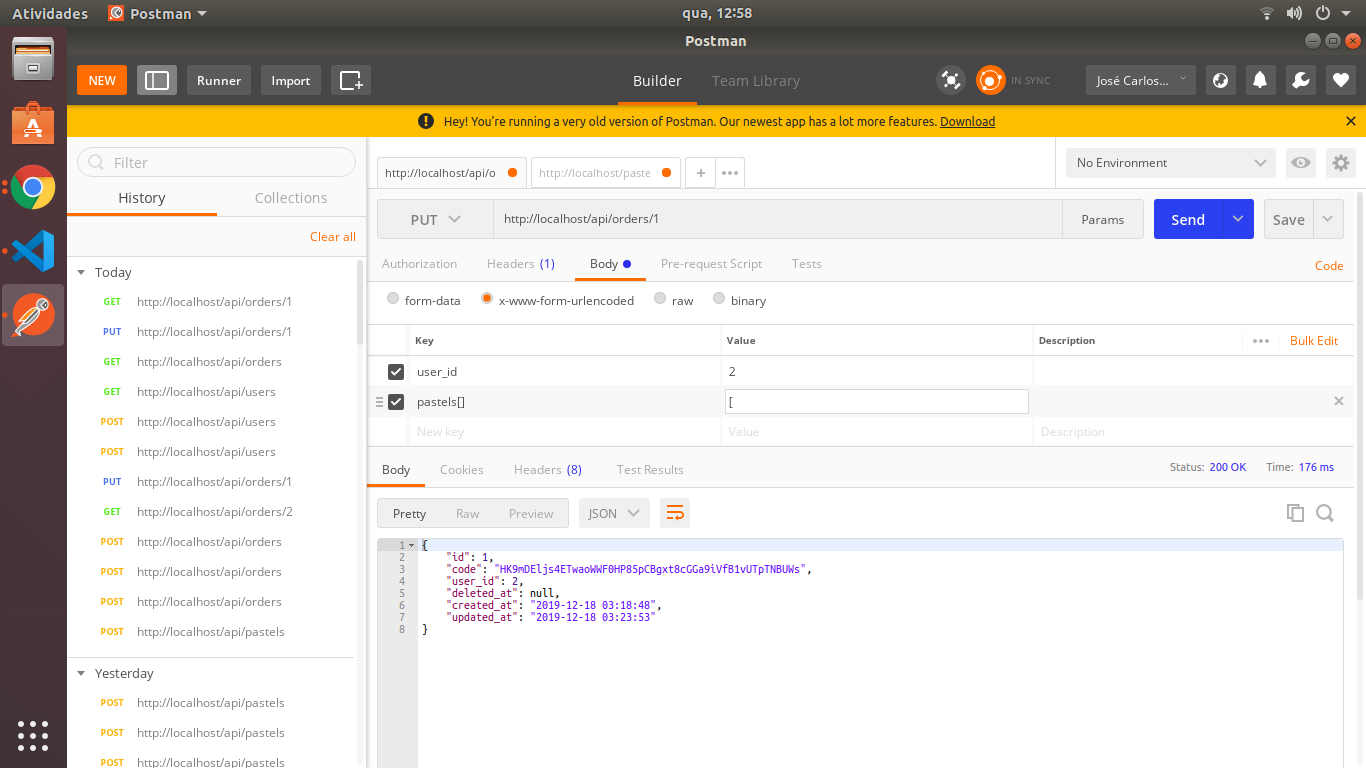 Atividades Postman qua, 12:58
Postman
NEW Runner Import Builder Team Library IN SYNC José Carlos...
Hey! You're running a very old version of Postman. Our newest app has a lot more features. Download
Filter
History Collections
Clear all
Today
GET http://localhost/api/orders/1
PUT http://localhost/api/orders/1
GET http://localhost/api/orders
GET http://localhost/api/users
POST http://localhost/api/users
POST http://localhost/api/users
PUT http://localhost/api/orders/1
GET http://localhost/api/orders/2
POST http://localhost/api/orders
POST http://localhost/api/orders
POST http://localhost/api/orders
POST http://localhost/api/pastels
Yesterday
POST http://localhost/api/pastels
POST http://localhost/api/pastels
POST http://localhost/api/pastels
http://localhost/api/o http://localhost/paste + ••• No Environment
PUT http://localhost/api/orders/1 Params Send Save
Authorization Headers (1) Body Pre-request Script Tests Code
form-data x-www-form-urlencoded raw binary
Key Value Description ••• Bulk Edit
user_id 2
pastels[] [
New key Value Description
Body Cookies Headers (8) Test Results Status: 200 OK Time: 176 ms
Pretty Raw Preview JSON
1 {
2 "id": 1,
3 "code": "HK9mDEljs4ETwaoWWF0HP85pCBgxt8cGGa9iVfB1vUTpTNBUWs",
4 "user_id": 2,
5 "deleted_at": null,
6 "created_at": "2019-12-18 03:18:48",
7 "updated_at": "2019-12-18 03:23:53"
8 }